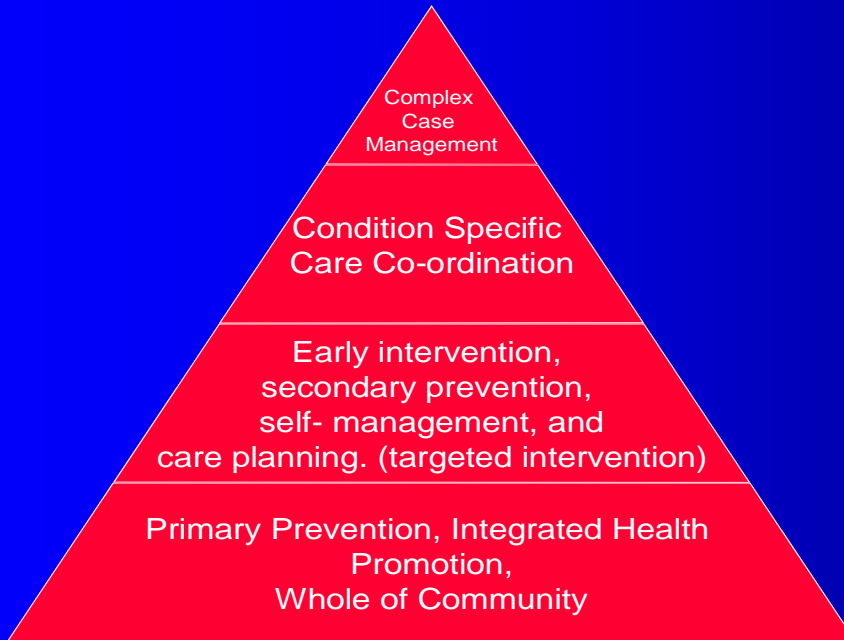 Complex
Case
Management
Condition Specific
Care Co-ordination
Early intervention,
secondary prevention,
self- management, and
care planning. (targeted intervention)
Primary Prevention, Integrated Health
Promotion,
Whole of Community